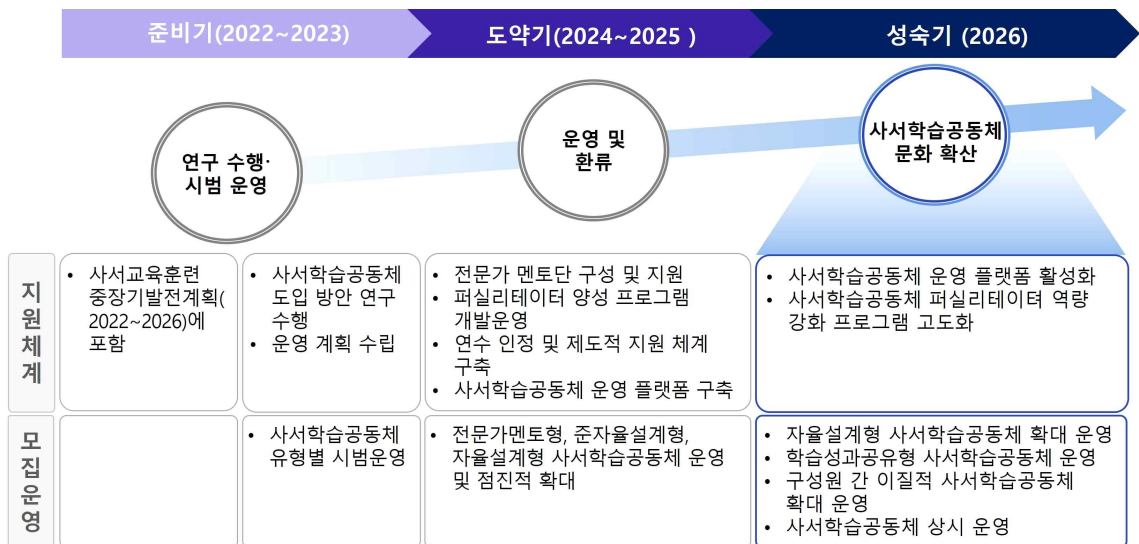 준비기(2022~2023)
도약기(2024~2025 )
성숙기 (2026)
연구 수행·
시범 운영
운영 및
환류
사서학습공동체
문화 확산
지원체계
• 사서교육훈련
중장기발전계획(
2022~2026)에
포함
• 사서학습공동체
도입 방안 연구
수행
• 운영 계획 수립
• 전문가 멘토단 구성 및 지원
• 퍼실리테이터 양성 프로그램
개발운영
• 연수 인정 및 제도적 지원 체계
구축
• 사서학습공동체 운영 플랫폼 구축
• 사서학습공동체 운영 플랫폼 활성화
• 사서학습공동체 퍼실리테이텨 역량
강화 프로그램 고도화
모집운영
• 사서학습공동체
유형별 시범운영
• 전문가멘토형, 준자율설계형,
자율설계형 사서학습공동체 운영
및 점진적 확대
• 자율설계형 사서학습공동체 확대 운영
• 학습성과공유형 사서학습공동체 운영
• 구성원 간 이질적 사서학습공동체
확대 운영
• 사서학습공동체 상시 운영